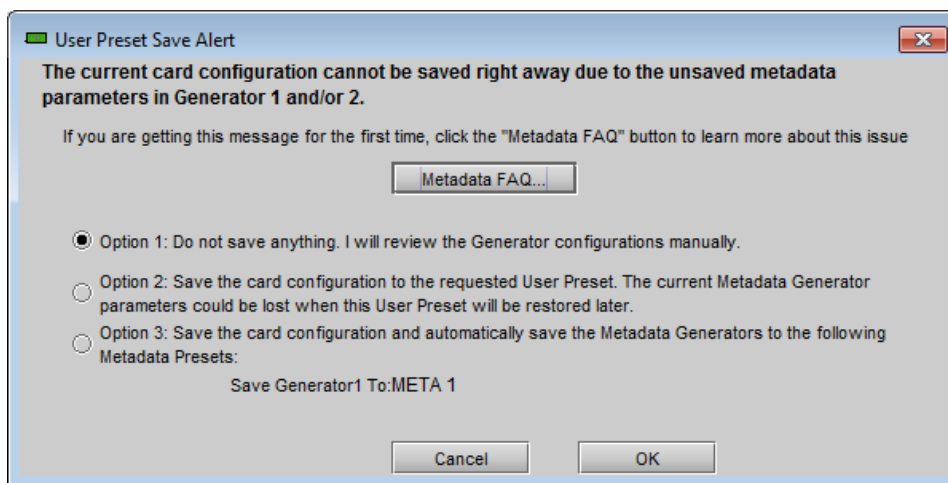 User Preset Save Alert
The current card configuration cannot be saved right away due to the unsaved metadata
parameters in Generator 1 and/or 2.
If you are getting this message for the first time, click the "Metadata FAQ" button to learn more about this issue
Metadata FAQ...
Option 1: Do not save anything. I will review the Generator configurations manually.
Option 2: Save the card configuration to the requested User Preset. The current Metadata Generator
parameters could be lost when this User Preset will be restored later.
Option 3: Save the card configuration and automatically save the Metadata Generators to the following
Metadata Presets:
Save Generator1 To:META 1
Cancel OK